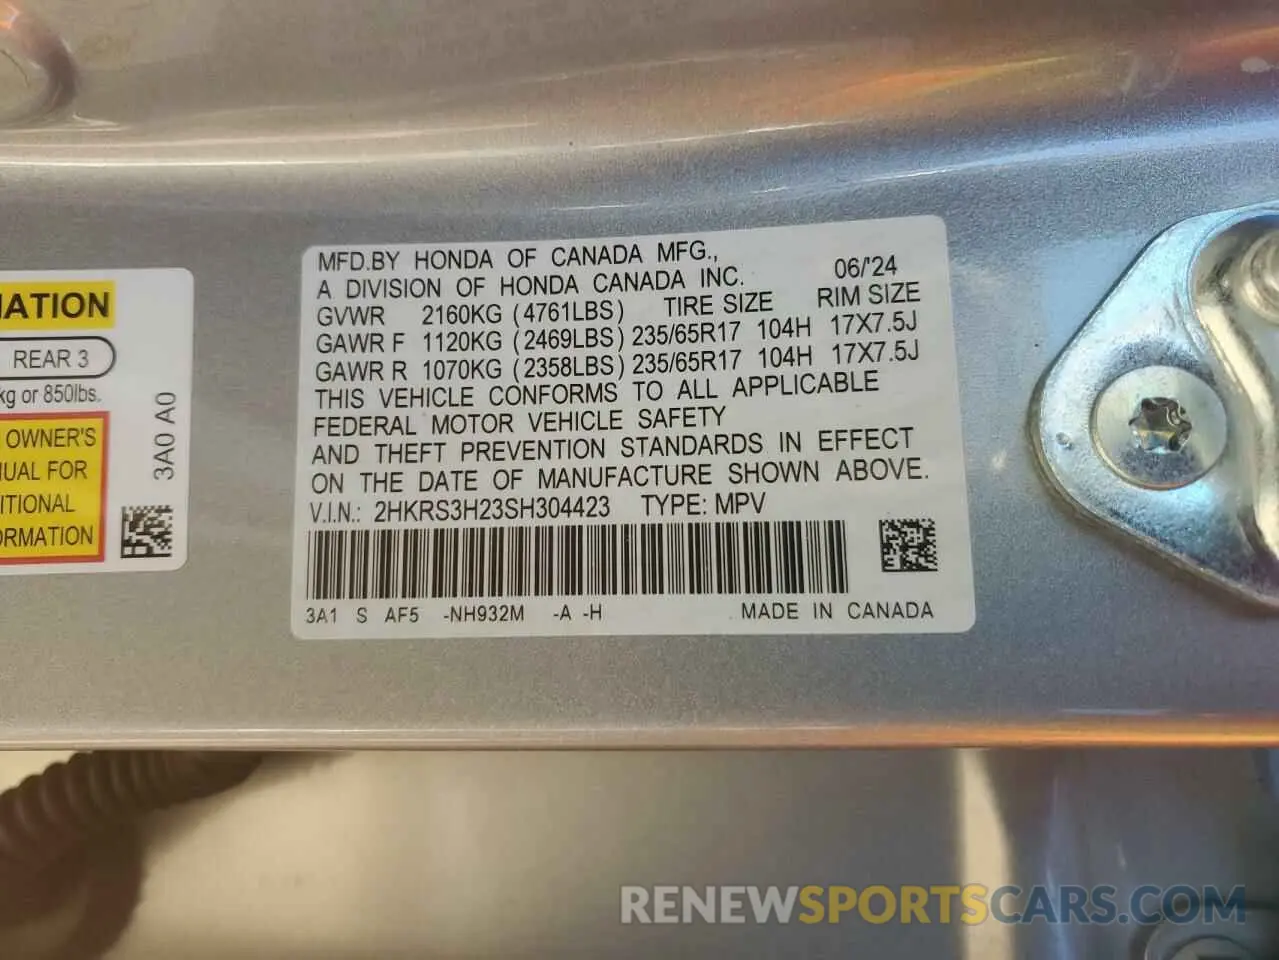 MATION
REAR 3
kg or 850lbs.
OWNER'S
NUAL FOR
ITIONAL
ORMATION
3A0 A0
MFD.BY HONDA OF CANADA MFG.,
A DIVISION OF HONDA CANADA INC. 06/'24
GVWR 2160KG (4761LBS) TIRE SIZE RIM SIZE
GAWR F 1120KG (2469LBS) 235/65R17 104H 17X7.5J
GAWR R 1070KG (2358LBS) 235/65R17 104H 17X7.5J
THIS VEHICLE CONFORMS TO ALL APPLICABLE
FEDERAL MOTOR VEHICLE SAFETY
AND THEFT PREVENTION STANDARDS IN EFFECT
ON THE DATE OF MANUFACTURE SHOWN ABOVE.
V.I.N.: 2HKRS3H23SH304423 TYPE: MPV
3A1 S AF5 -NH932M -A -H MADE IN CANADA
RENEWSPORTSCARS.COM